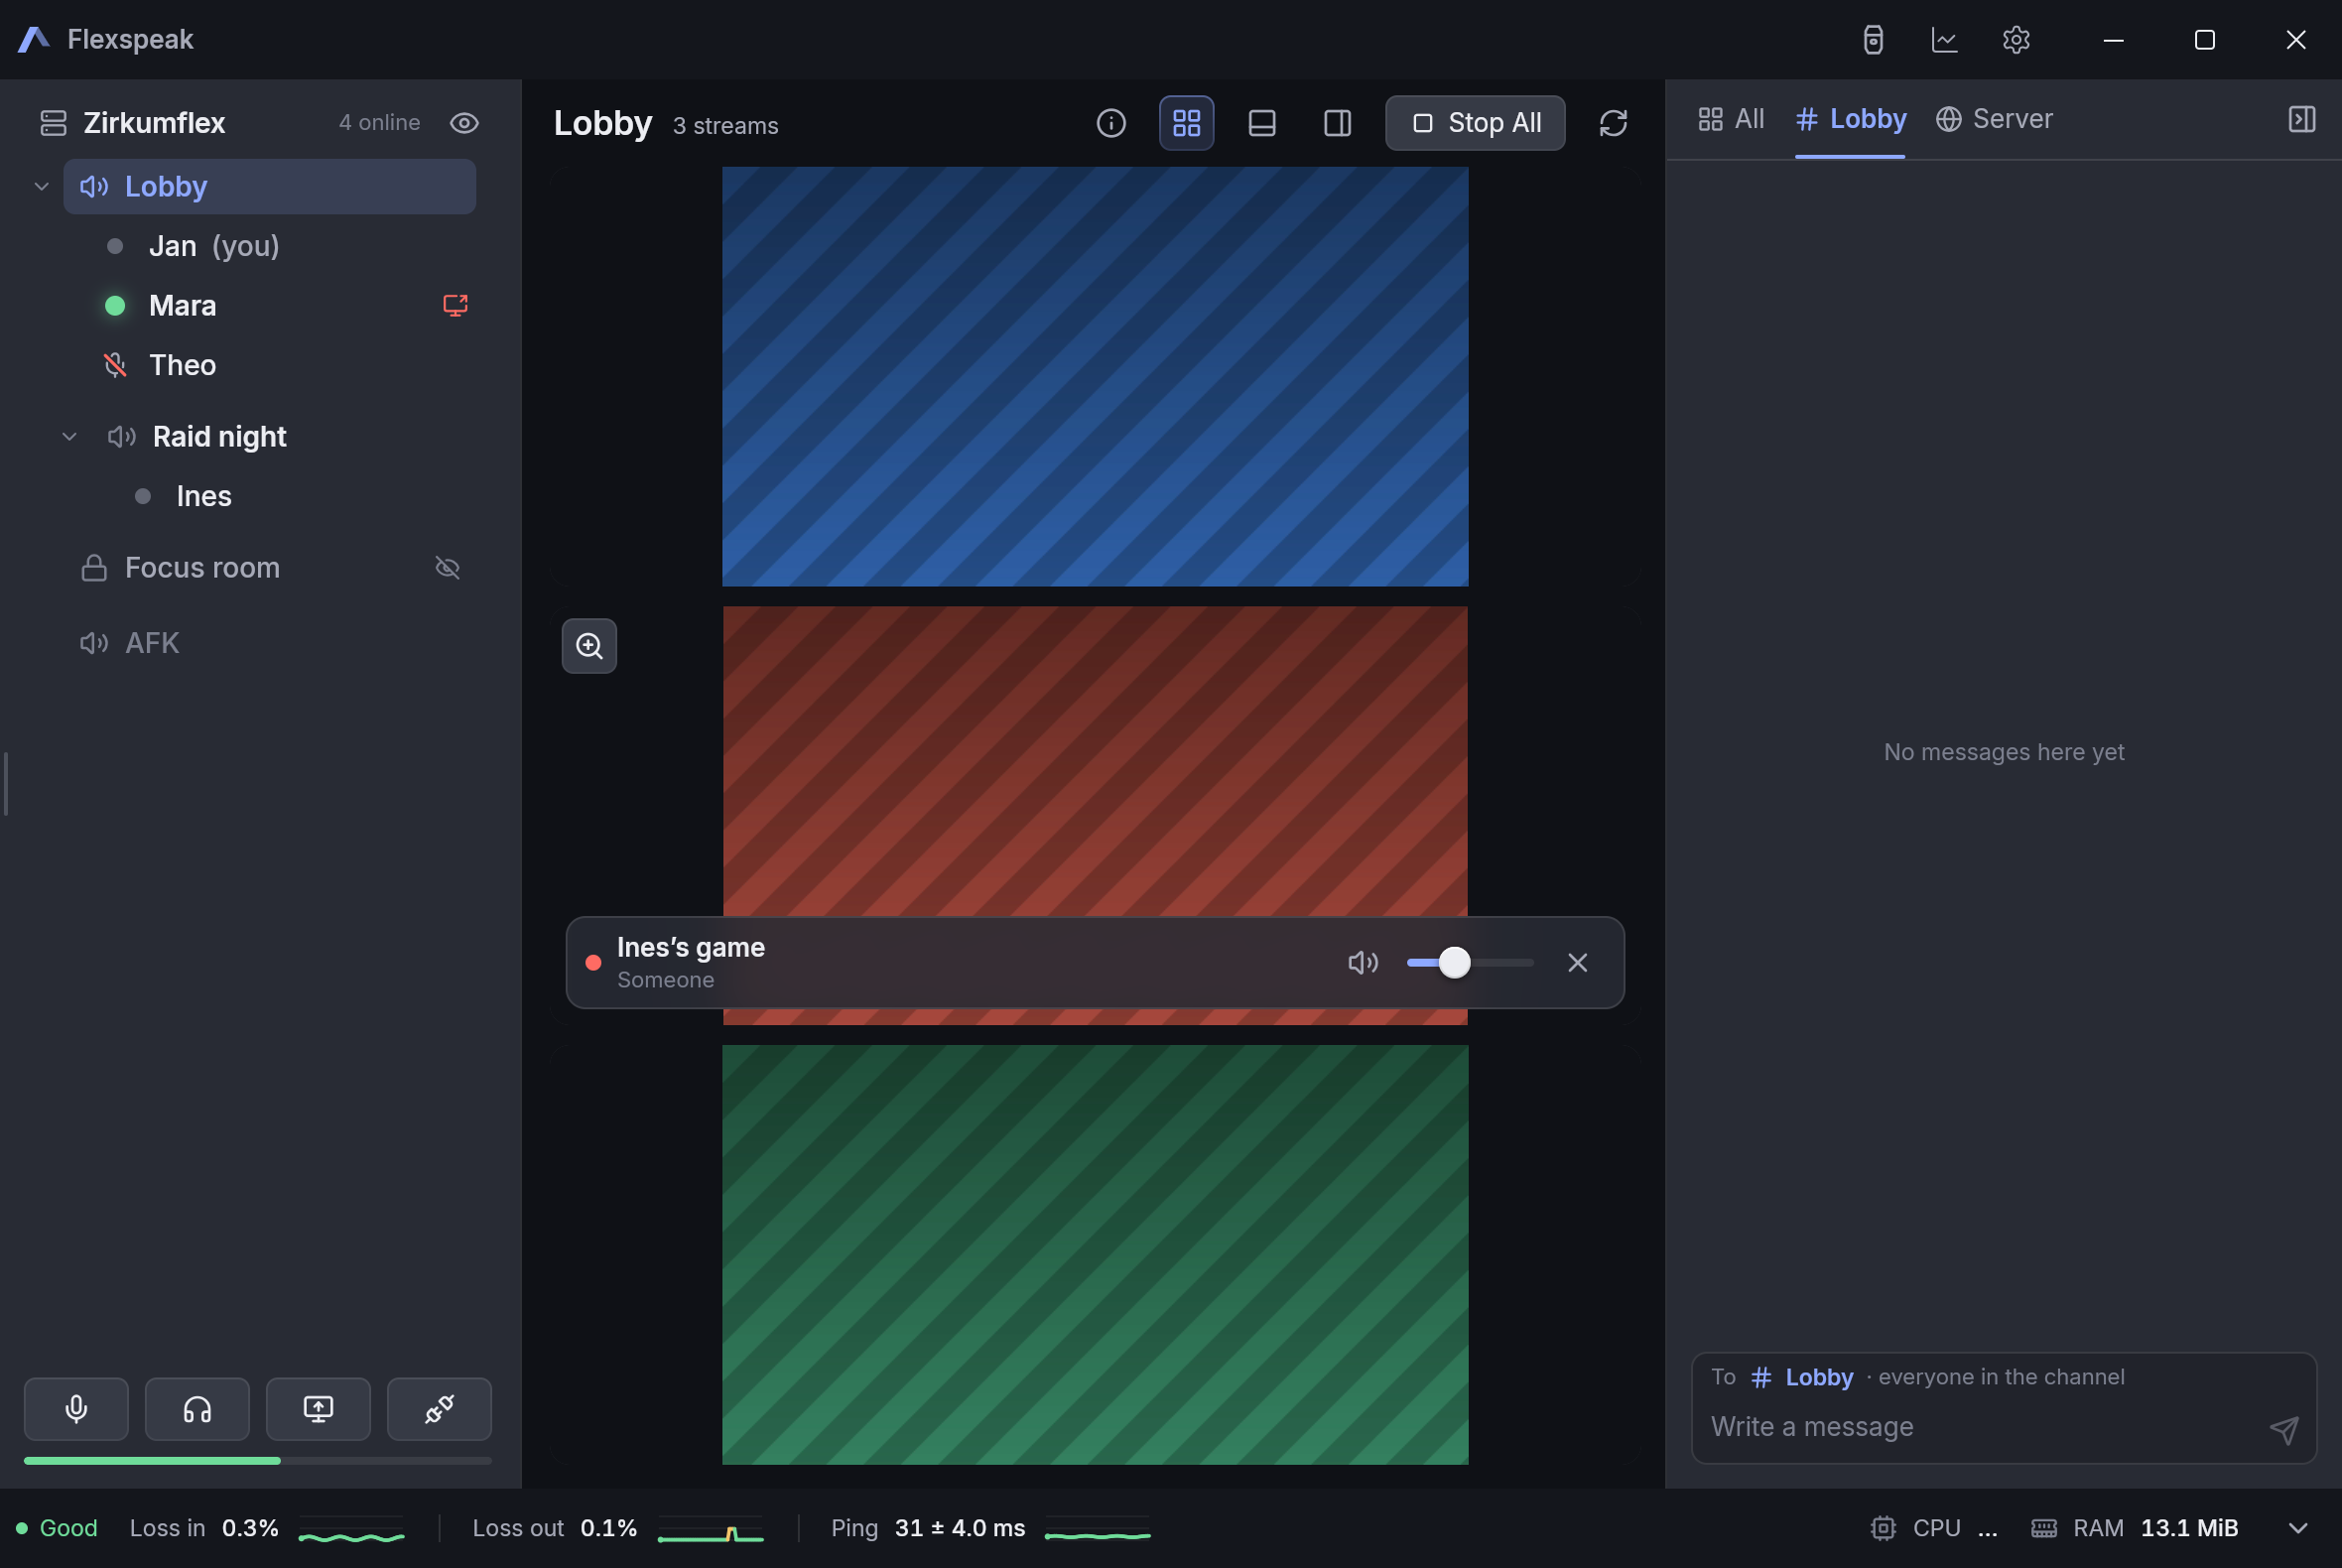 Flexspeak
Zirkumflex 4 online
Lobby
Jan (you)
Mara
Theo
Raid night
Ines
Focus room
AFK
Lobby 3 streams
Stop All
Ines’s game
Someone
All Lobby Server
No messages here yet
To # Lobby · everyone in the channel
Write a message
Good Loss in 0.3% Loss out 0.1% Ping 31 ± 4.0 ms CPU ... RAM 13.1 MiB